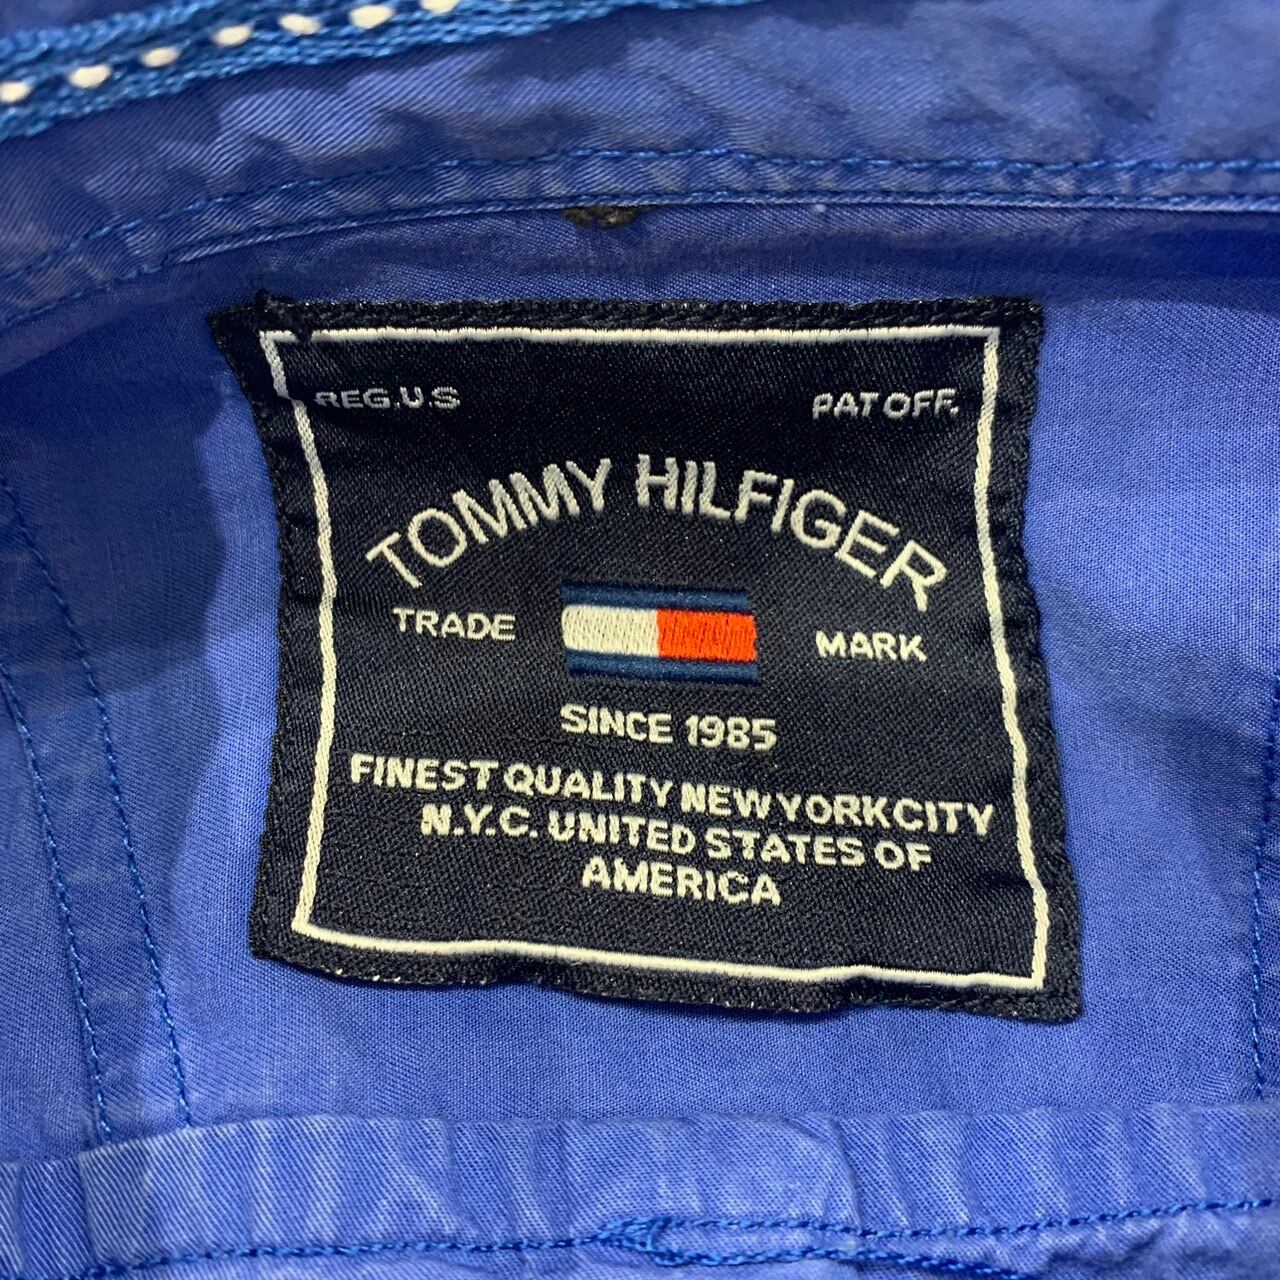 REG.U.S PAT OFF.
TOMMY HILFIGER
TRADE MARK
SINCE 1985
FINEST QUALITY NEW YORK CITY
N.Y.C. UNITED STATES OF
AMERICA